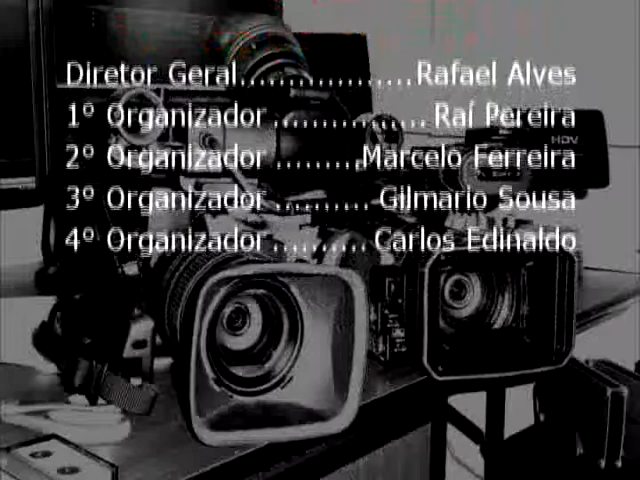 Diretor Geral..................Rafael Alves
1º Organizador ................ Raí Pereira
2º Organizador .........Marcelo Ferreira
3º Organizador .......... Gilmario Sousa
4º Organizador .......... Carlos Edinaldo
HDV